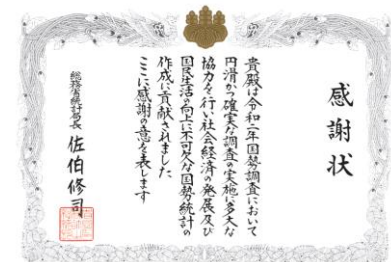 感謝状
貴殿は令和二年国勢調査において
円滑かつ確実な調査の実施に多大な
協力を行い社会経済の発展及び
国民生活の向上に不可欠な国勢統計の
作成に貢献されました
ここに感謝の意を表します
総務省統計局長 佐伯修司